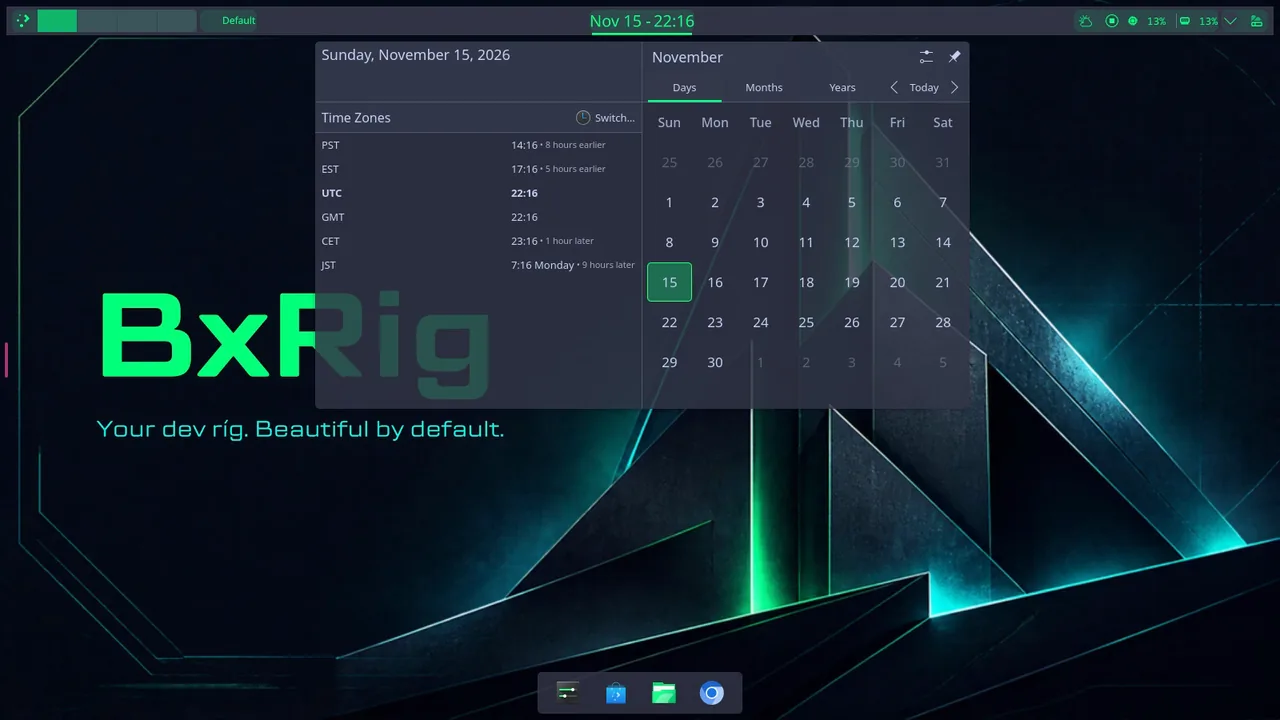 Default
Nov 15 - 22:16
13%
13%
Sunday, November 15, 2026
Time Zones
Switch...
PST 14:16 • 8 hours earlier
EST 17:16 • 5 hours earlier
UTC 22:16
GMT 22:16
CET 23:16 • 1 hour later
JST 7:16 Monday • 9 hours later
November
Days Months Years
Today
Sun Mon Tue Wed Thu Fri Sat
25 26 27 28 29 30 31
1 2 3 4 5 6 7
8 9 10 11 12 13 14
15 16 17 18 19 20 21
22 23 24 25 26 27 28
29 30 1 2 3 4 5
BxRig
Your dev ríg. Beautiful by default.